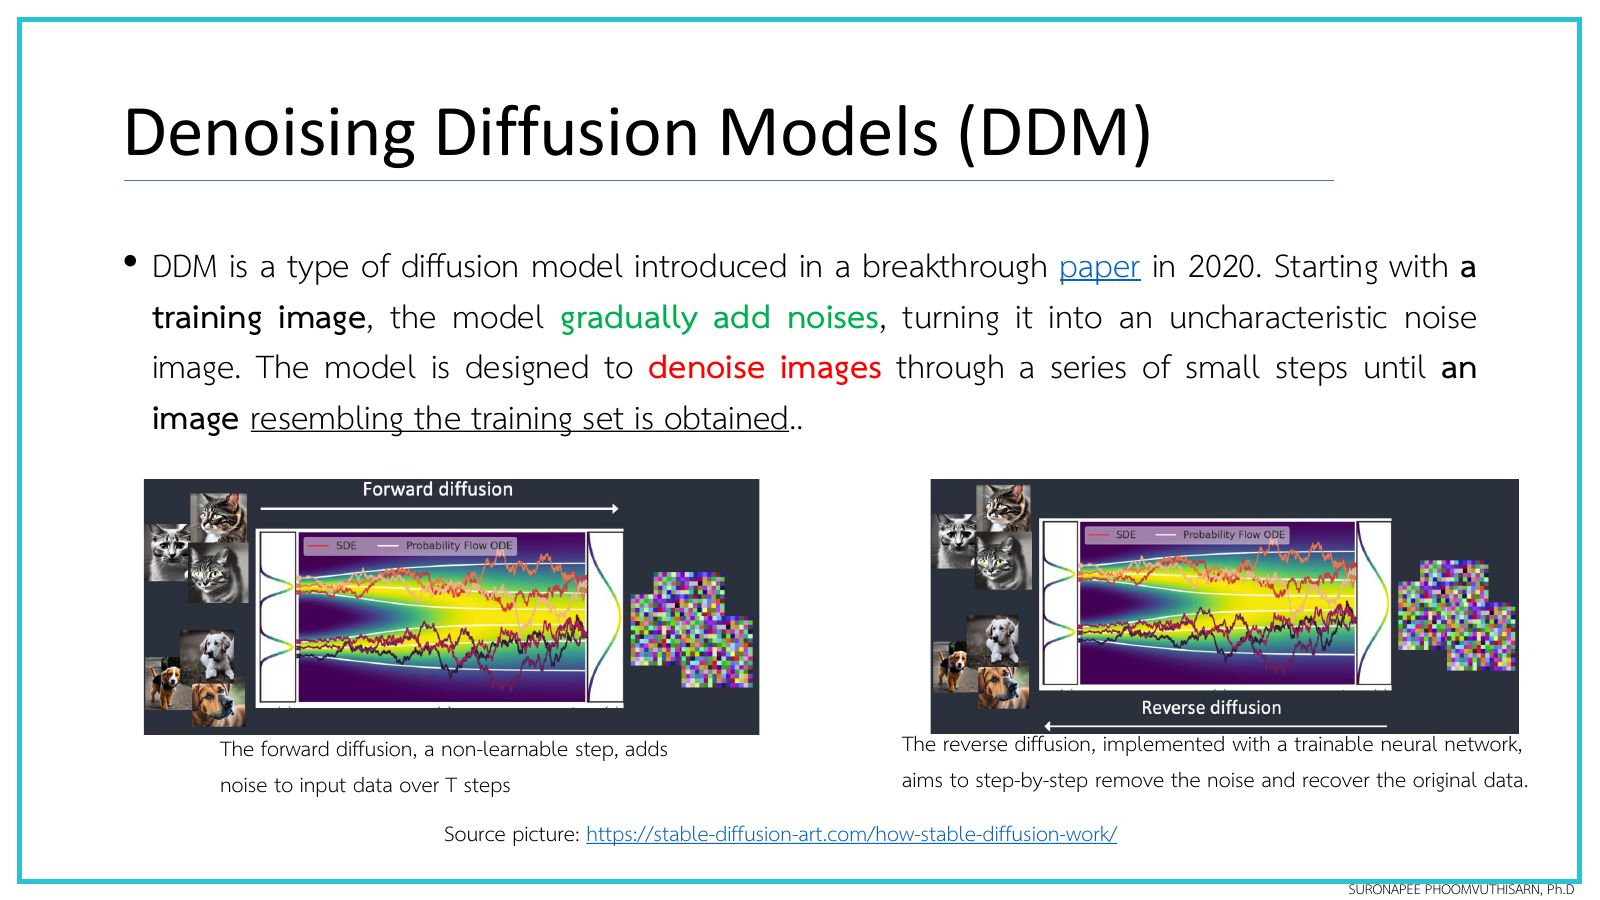 Denoising Diffusion Models (DDM)
• DDM is a type of diffusion model introduced in a breakthrough paper in 2020. Starting with a
training image, the model gradually add noises, turning it into an uncharacteristic noise
image. The model is designed to denoise images through a series of small steps until an
image resembling the training set is obtained..
Forward diffusion
SDE
Probability Flow ODE
The forward diffusion, a non-learnable step, adds
noise to input data over T steps
SDE
Probability Flow ODE
Reverse diffusion
The reverse diffusion, implemented with a trainable neural network,
aims to step-by-step remove the noise and recover the original data.
Source picture: https://stable-diffusion-art.com/how-stable-diffusion-work/
SURONAPEE PHOOMVUTHISARN, Ph.D